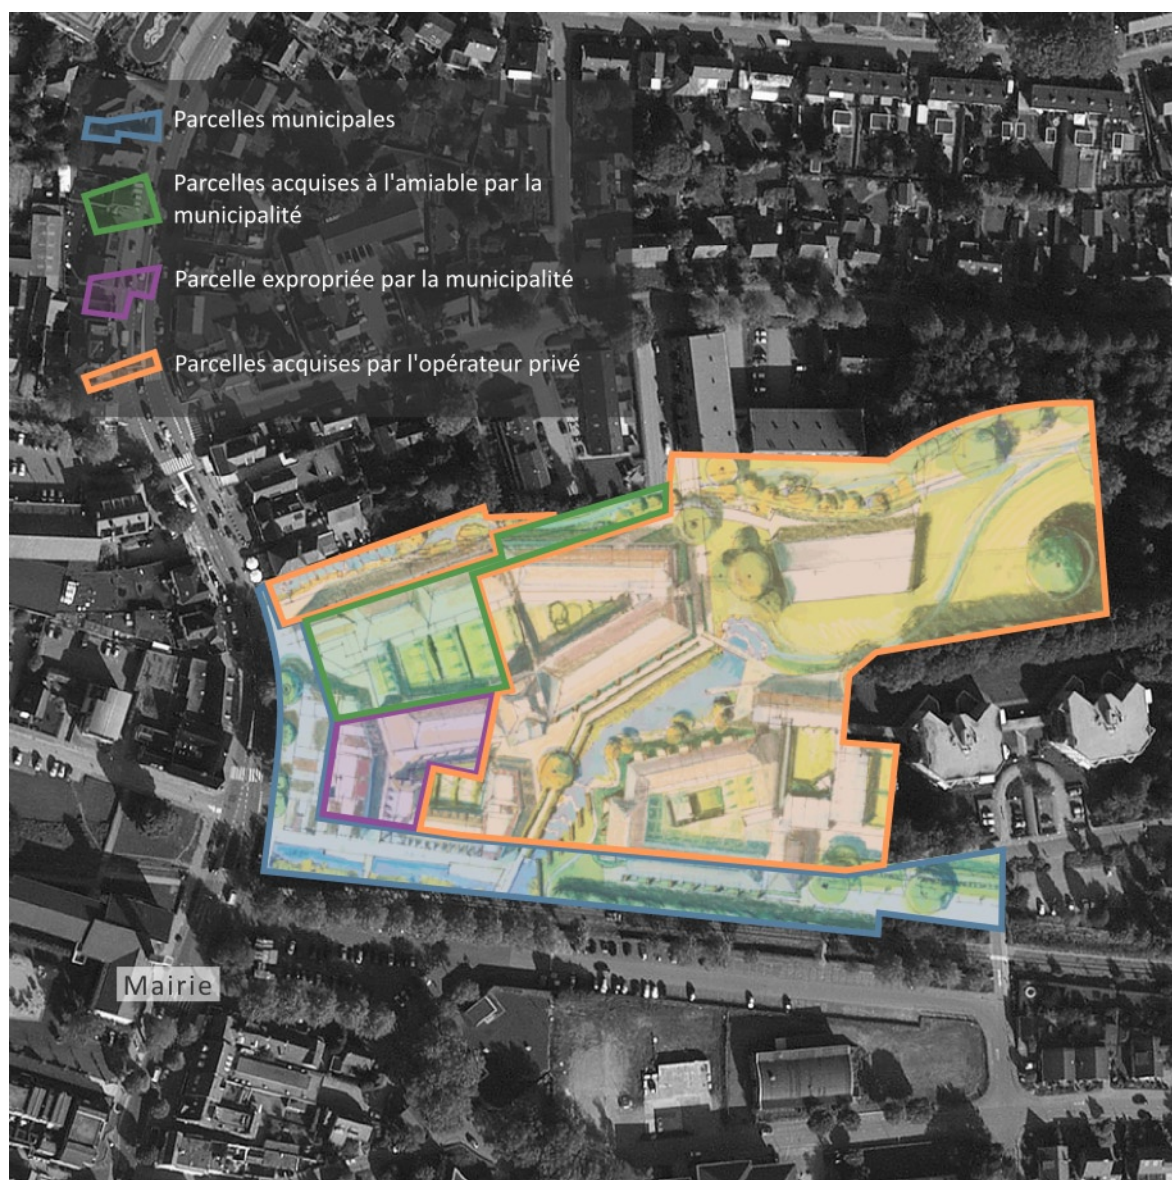 Parcelles municipales
Parcelles acquises à l'amiable par la
municipalité
Parcelle expropriée par la municipalité
Parcelles acquises par l'opérateur privé
Mairie